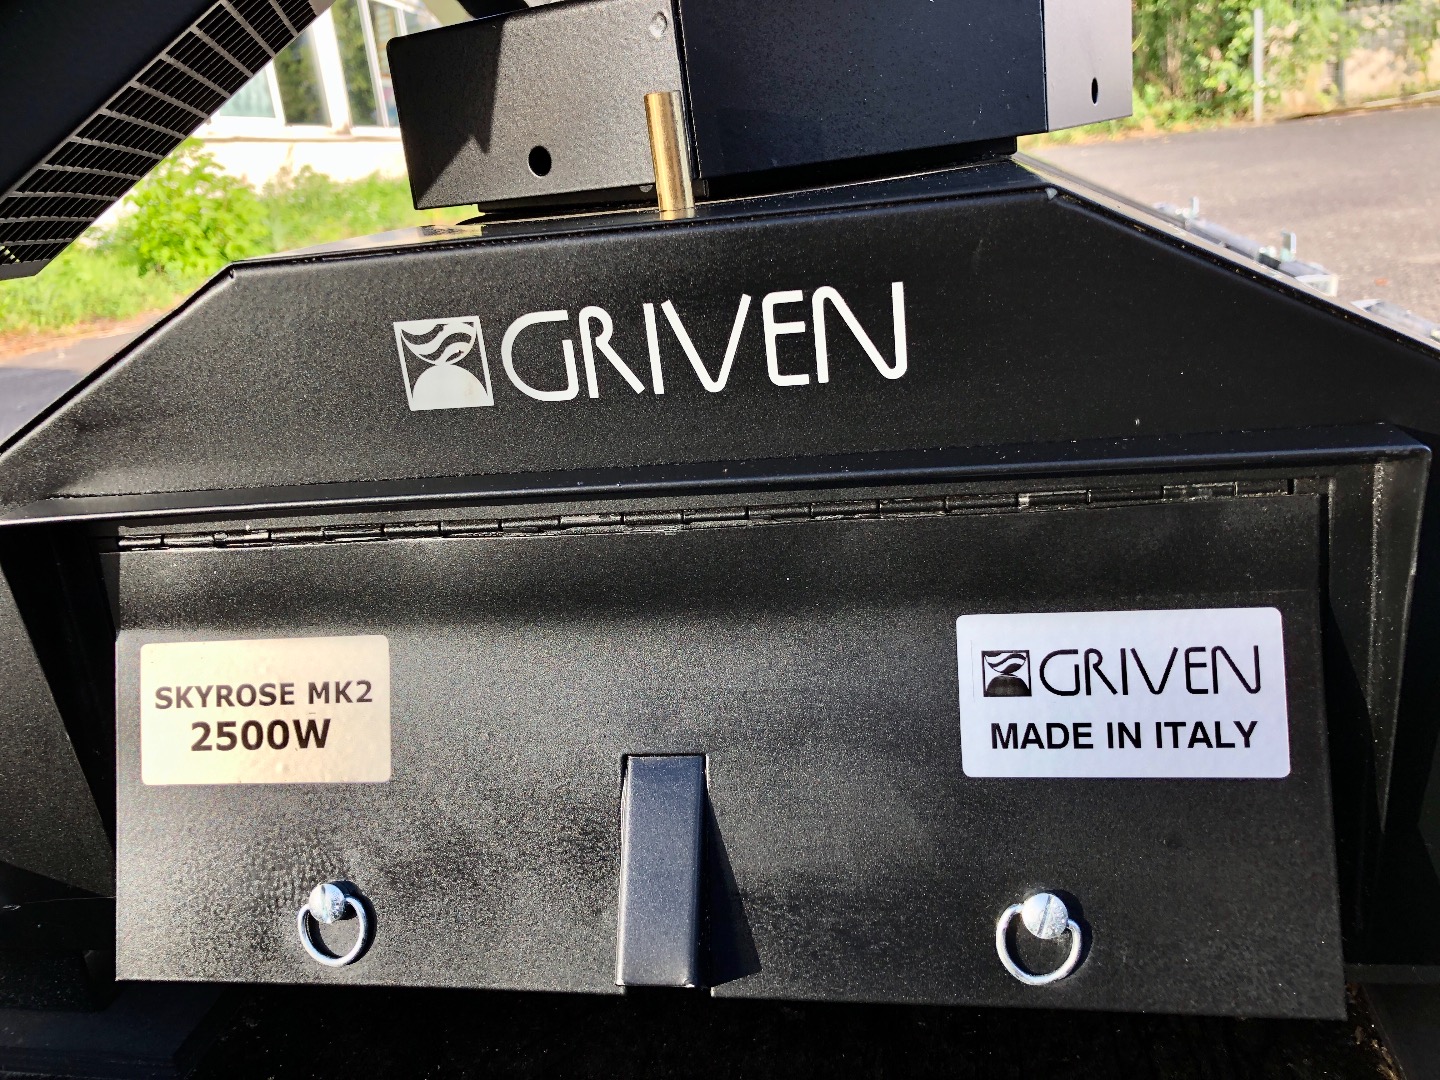 GRIVEN
SKYROSE MK2
2500W
GRIVEN
MADE IN ITALY